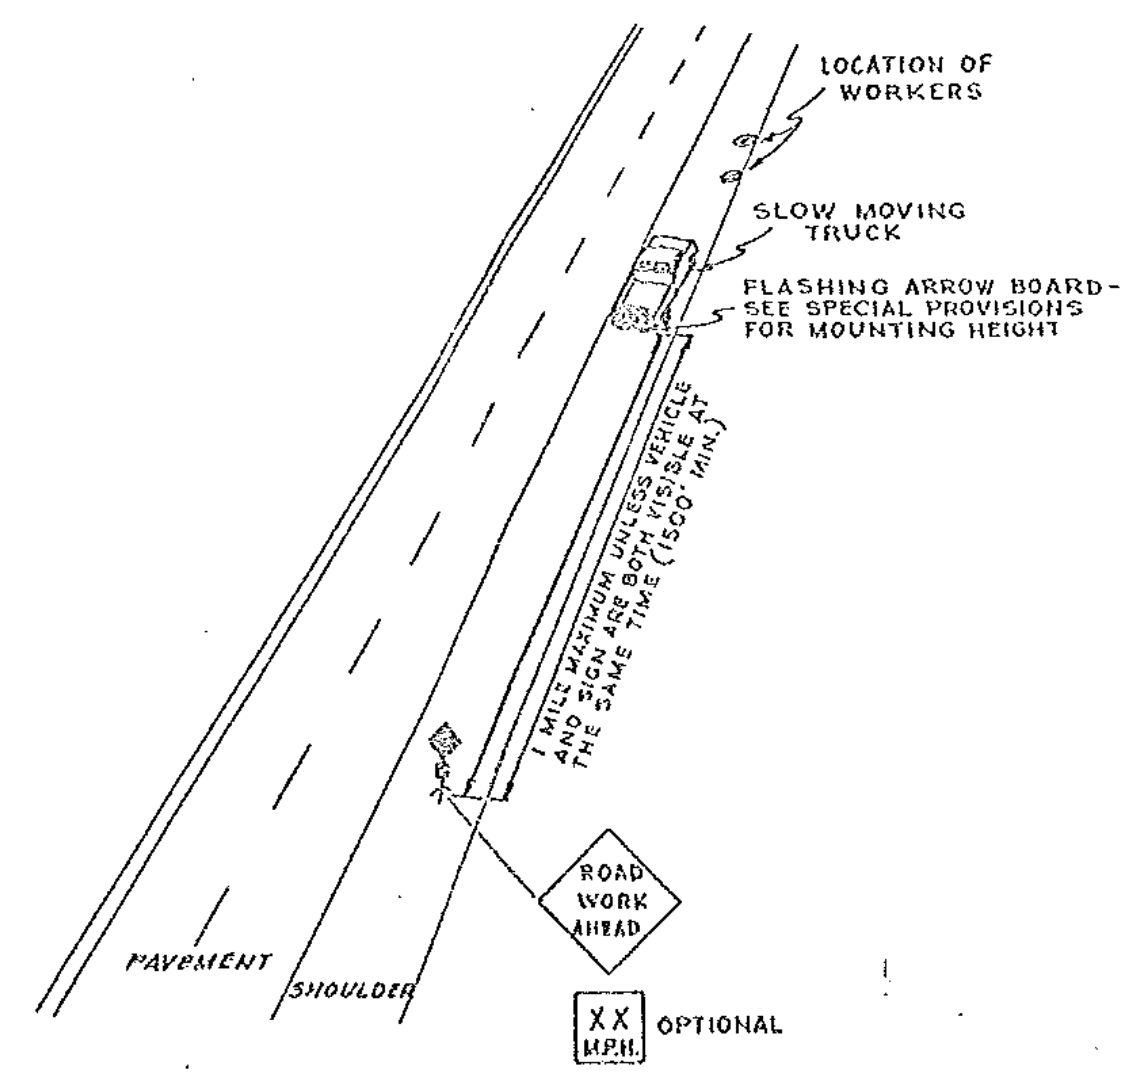 LOCATION OF
WORKERS
SLOW MOVING
TRUCK
FLASHING ARROW BOARD-
SEE SPECIAL PROVISIONS
FOR MOUNTING HEIGHT
1 MILE MAXIMUM UNLESS VEHICLE
AND SIGN ARE BOTH VISIBLE AT
THE SAME TIME (1500' MIN.)
ROAD
WORK
AHEAD
PAVEMENT
SHOULDER
XX
M.P.H.
OPTIONAL